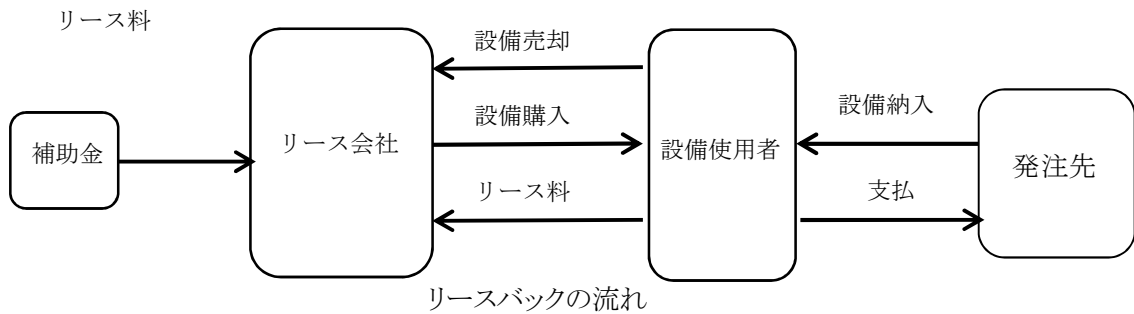 リース料
設備売却
設備納入
設備購入
補助金
リース会社
設備使用者
発注先
リース料
支払
リースバックの流れ